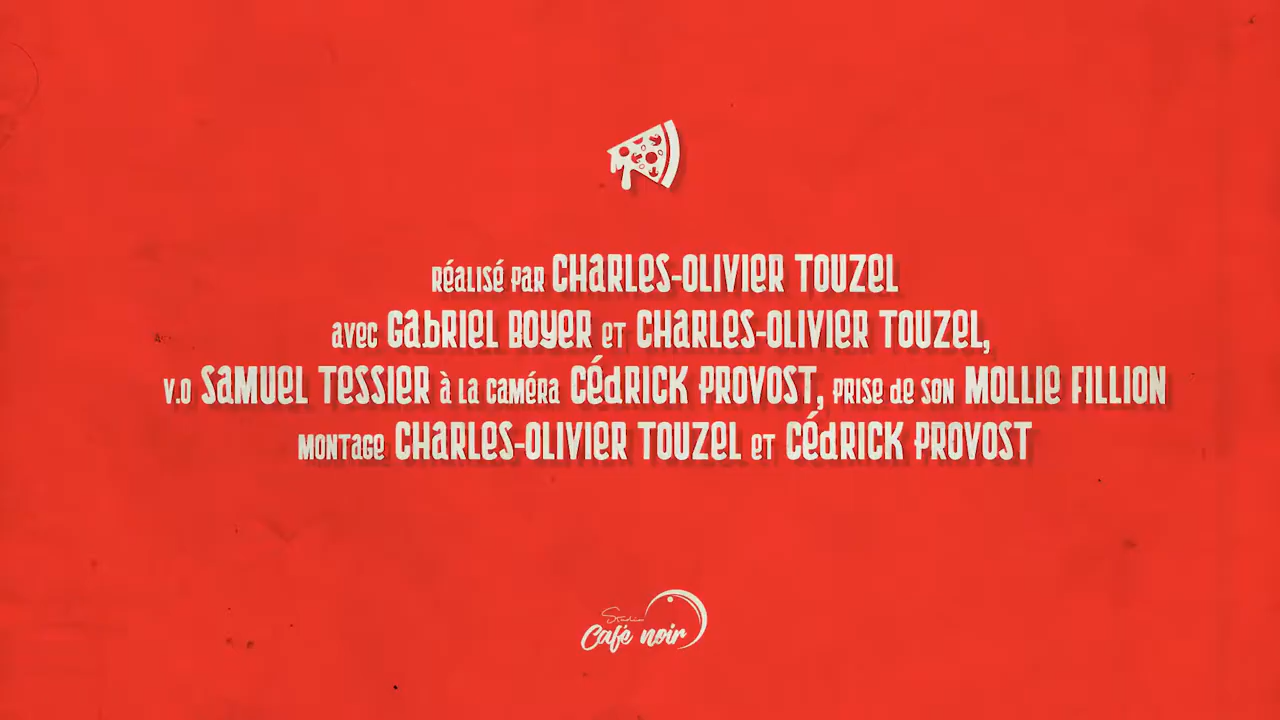 Réalisé par CHARLES-OLIVIER TOUZEL
avec GABRIEL BOYER et CHARLES-OLIVIER TOUZEL,
V.O SAMUEL TESSIER à la caméra CÉDRICK PROVOST, prise de son MOLLIE FILLION
montage CHARLES-OLIVIER TOUZEL et CÉDRICK PROVOST
Studio
Café noir